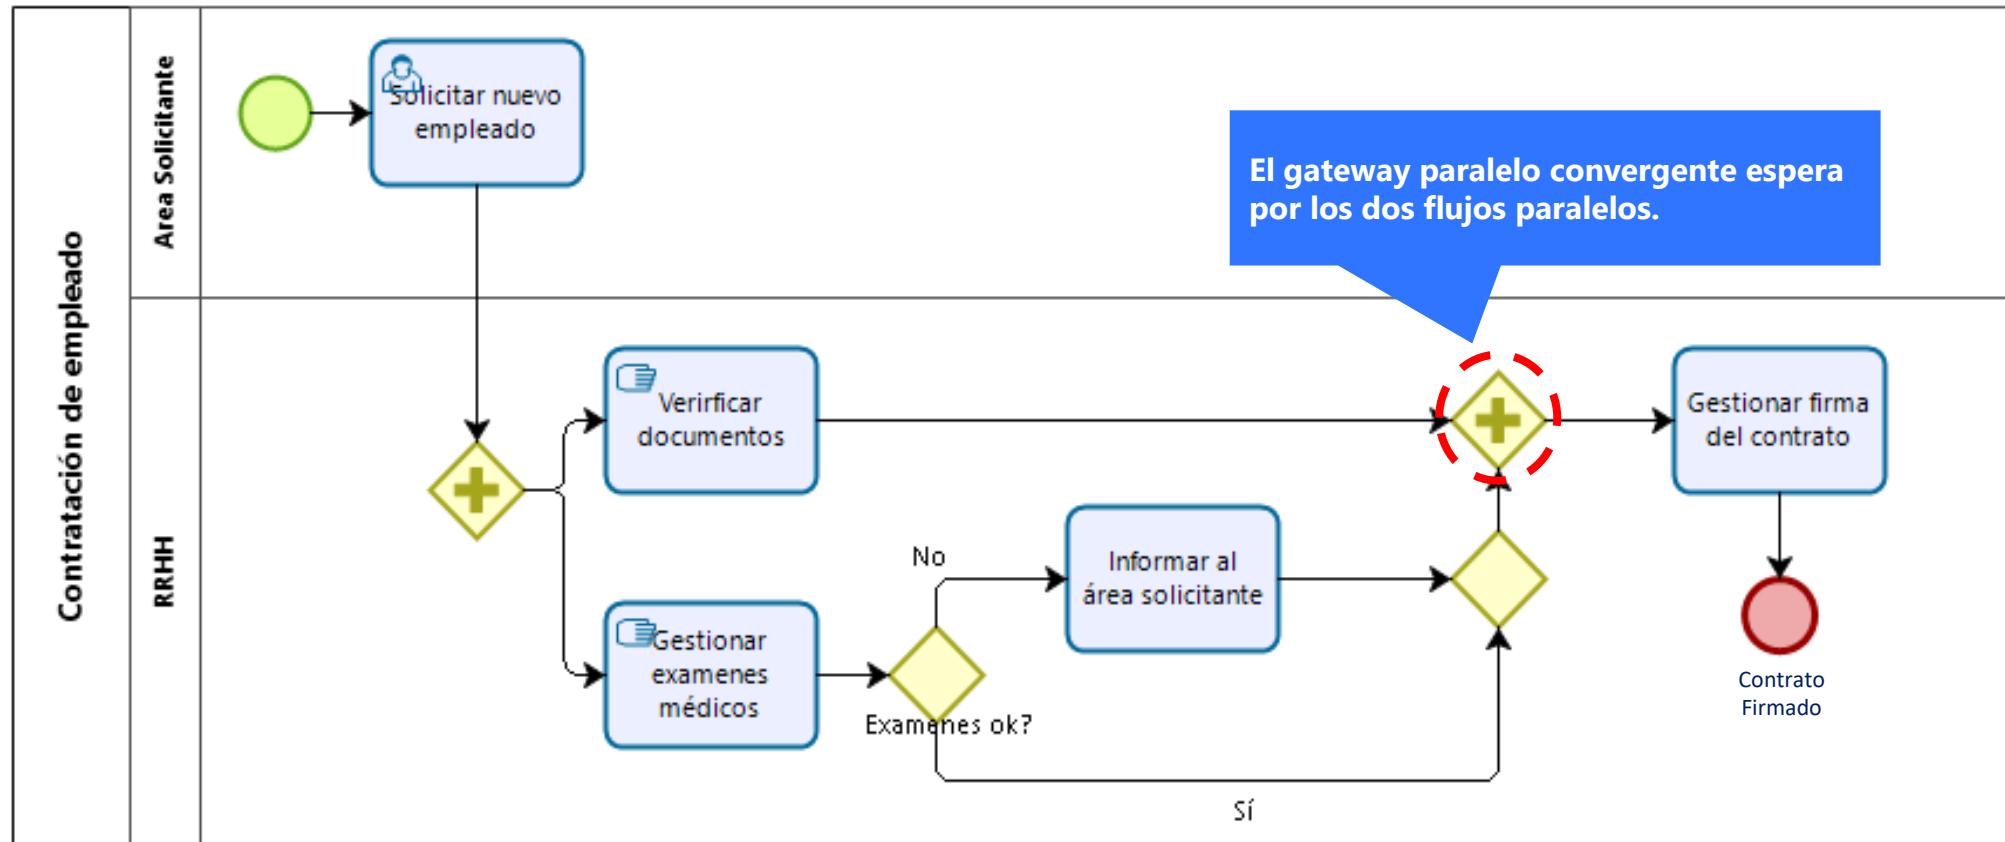 Contratación de empleado
Area Solicitante
Solicitar nuevo
empleado
El gateway paralelo convergente espera
por los dos flujos paralelos.
RRHH
Verirficar
documentos
Gestionar firma
del contrato
No
Informar al
área solicitante
Gestionar
examenes
médicos
Examenes ok?
Contrato
Firmado
Sí